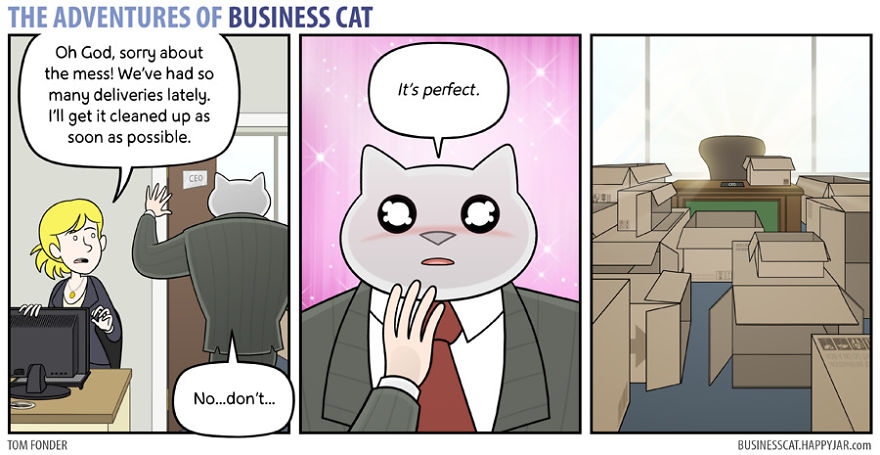 THE ADVENTURES OF BUSINESS CAT
Oh God, sorry about
the mess! We've had so
many deliveries lately.
I'll get it cleaned up as
soon as possible.
CEO
No...don't...
It's perfect.
TOM FONDER
BUSINESSCAT.HAPPYJAR.com